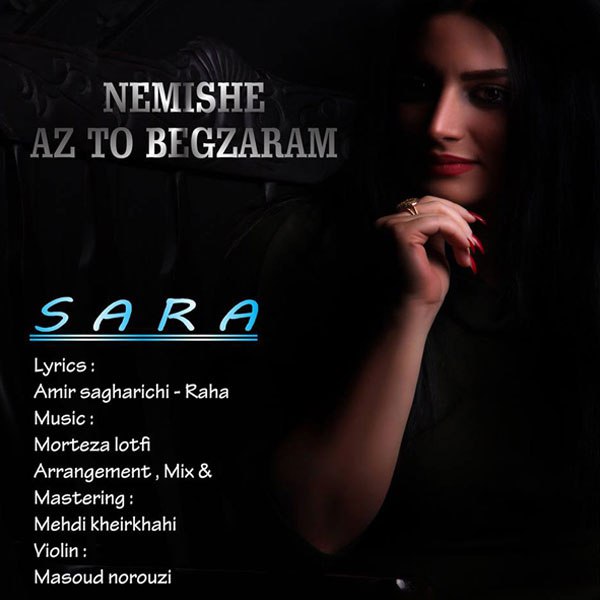 NEMISHE
AZ TO BEGZARAM
SARA
Lyrics :
Amir sagharichi - Raha
Music :
Morteza lotfi
Arrangement , Mix &
Mastering :
Mehdi kheirkhahi
Violin :
Masoud norouzi